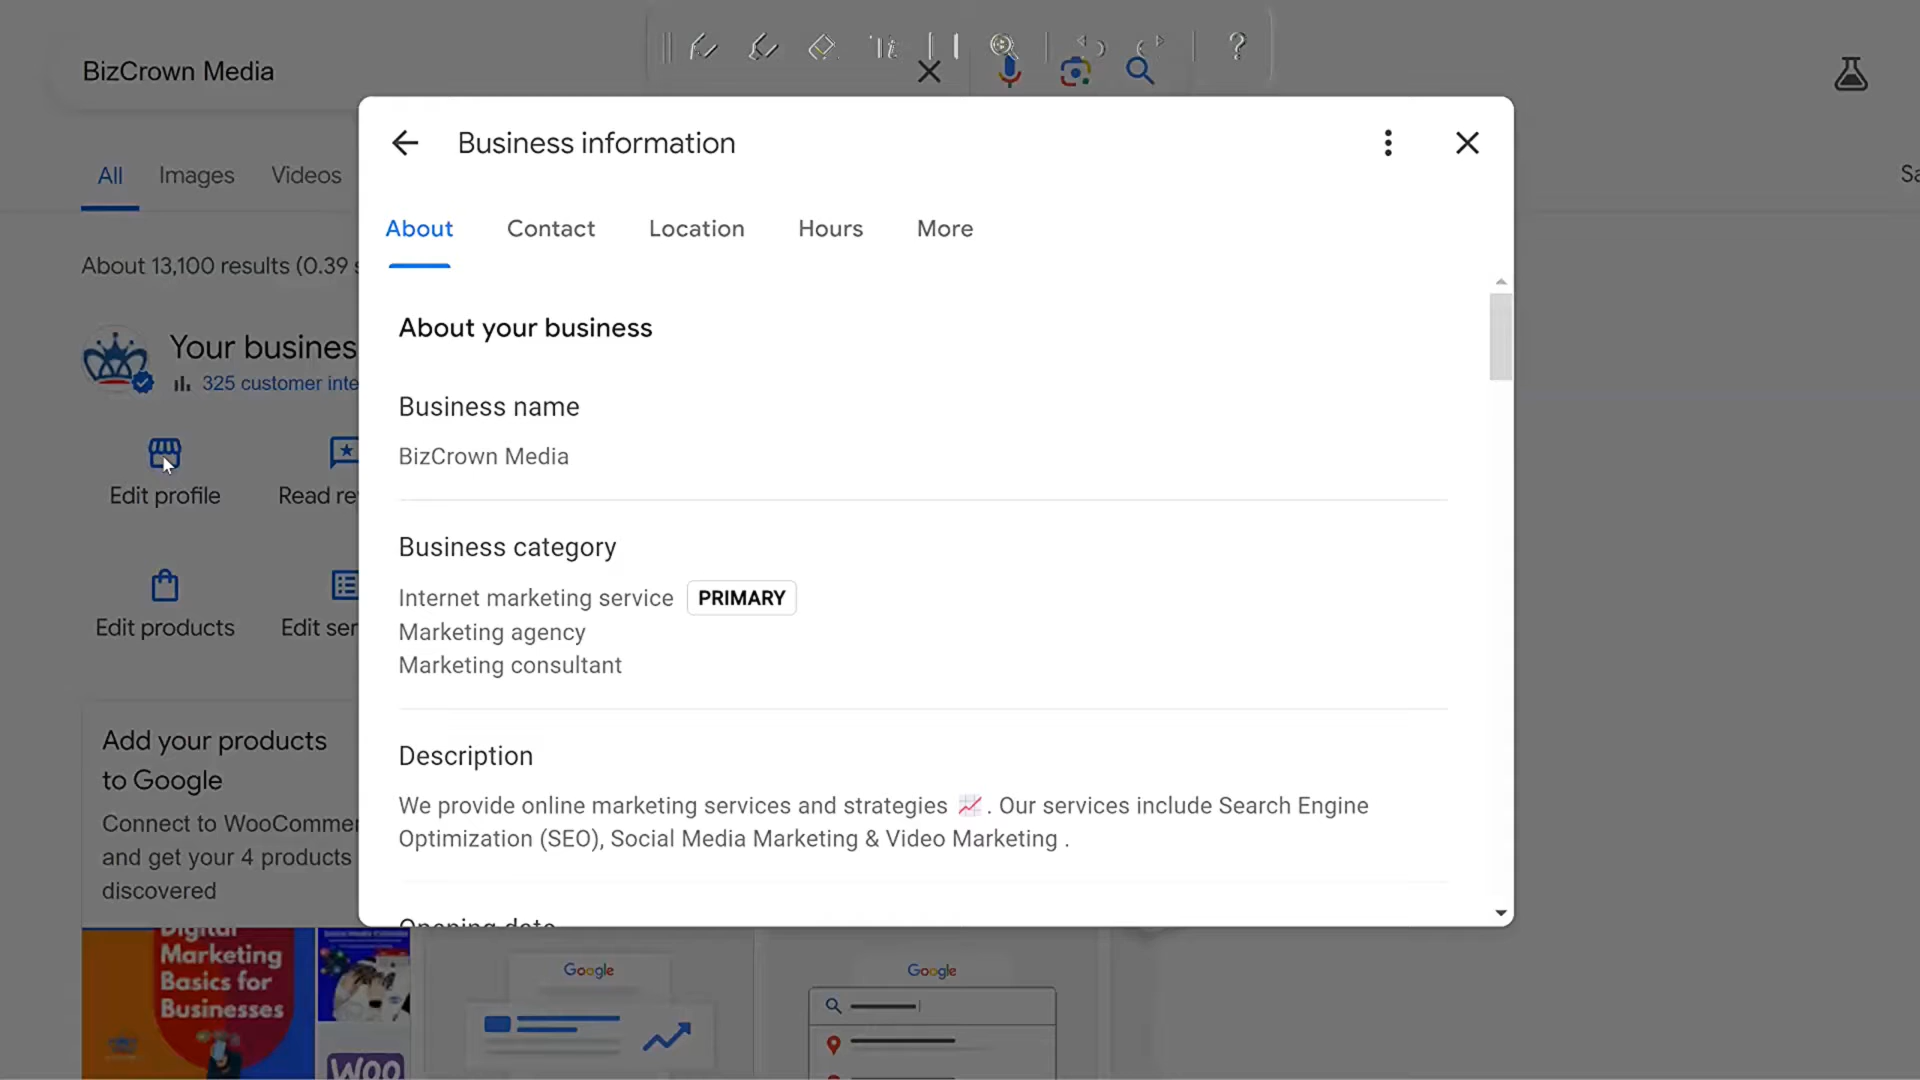 BizCrown Media
All
Images
Videos
About 13,100 results (0.39
Your busines
325 customer inte
Edit profile
Read re
Edit products
Edit ser
Add your products
to Google
Connect to WooCommer
and get your 4 products
discovered
Digital
Marketing
Basics for
Businesses
WOO
Google
Google
Business information
About
Contact
Location
Hours
More
About your business
Business name
BizCrown Media
Business category
Internet marketing service PRIMARY
Marketing agency
Marketing consultant
Description
We provide online marketing services and strategies 📈 . Our services include Search Engine
Optimization (SEO), Social Media Marketing & Video Marketing .
Opening date